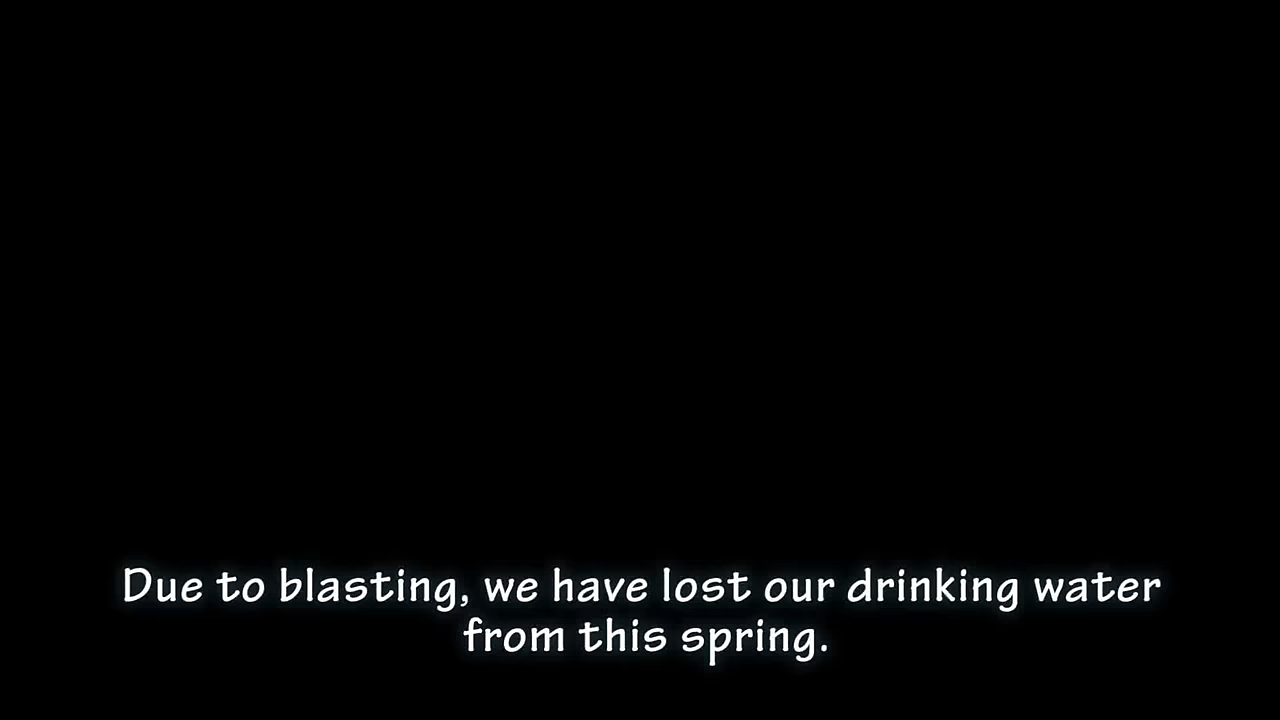 Due to blasting, we have lost our drinking water
from this spring.